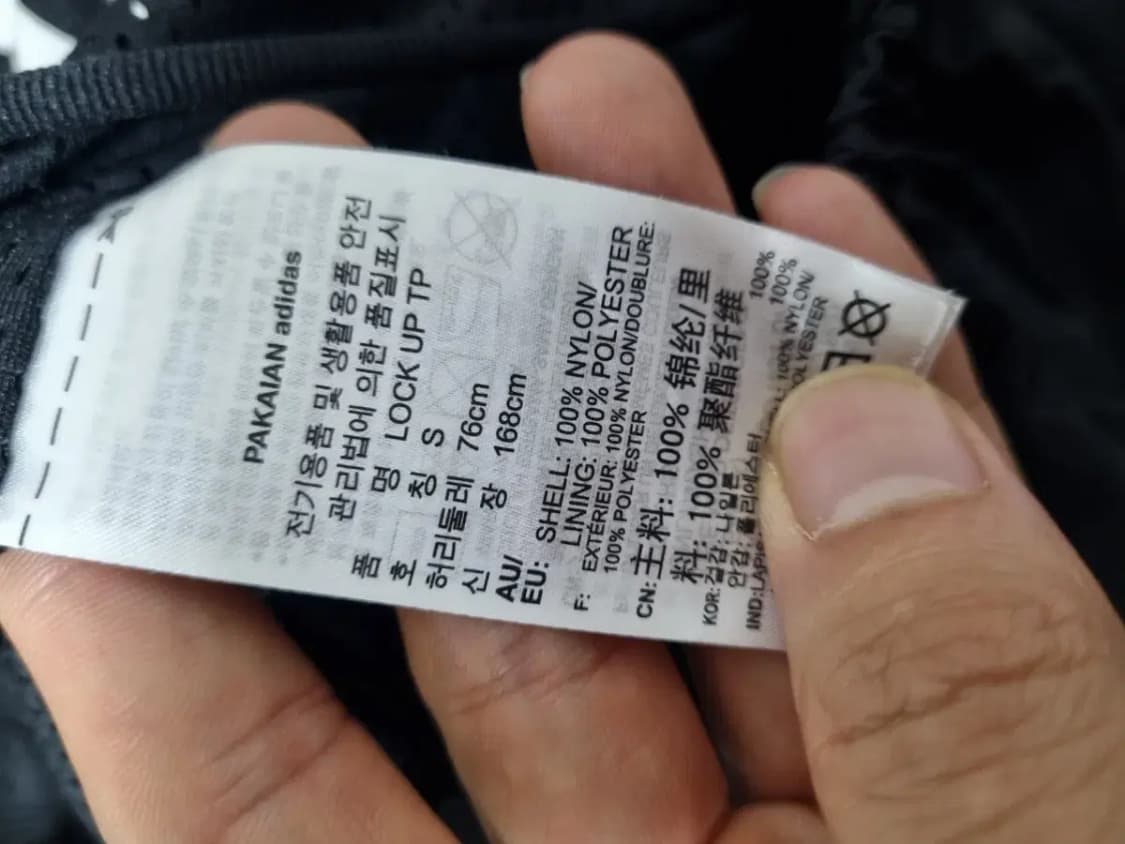 PAKAIAN adidas
전기용품 및 생활용품 안전
관리법에 의한 품질표시
품 명 LOCK UP TP
호 칭 S
허리둘레 76cm
신 장 168cm
AU/
EU: SHELL: 100% NYLON/
LINING: 100% POLYESTER
F: EXTÉRIEUR: 100% NYLON/DOUBLURE:
100% POLYESTER
CN: 主料: 100% 锦纶/里
料: 100% 聚酯纤维
KOR: 겉감: 나일론 100%
안감: 폴리에스터 100%
100% NYLON/
POLYESTER